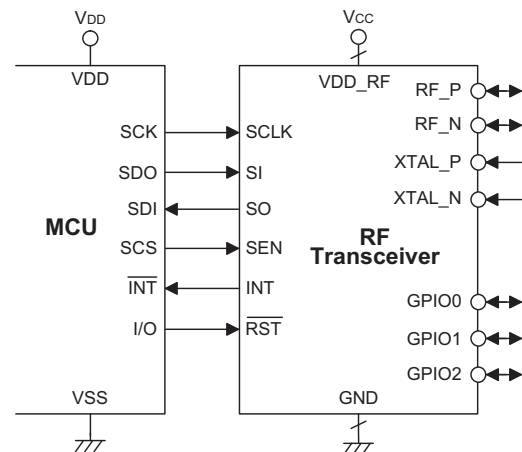 VDD VCC
VDD VDD_RF
RF_P
RF_N
SCK SCLK
XTAL_P
SDO SI
XTAL_N
SDI SO
MCU
SCS SEN
RF
Transceiver
INT INT
GPIO0
I/O RST
GPIO1
GPIO2
VSS GND